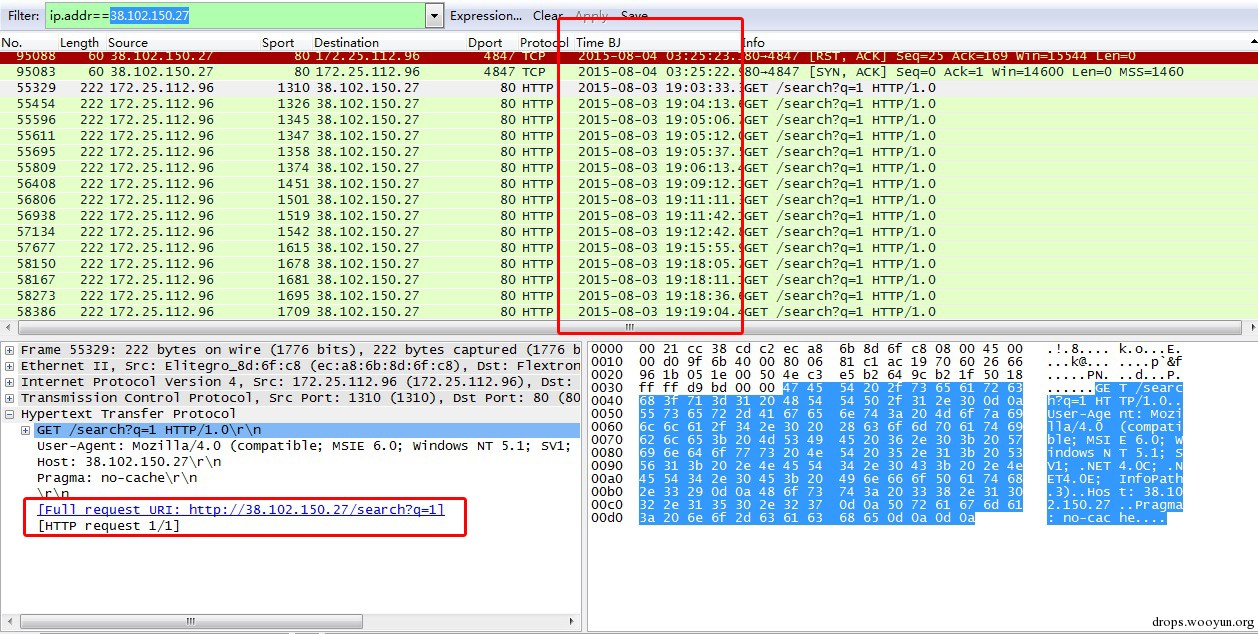 Filter: ip.addr==38.102.150.27 Expression... Clear Apply Save
No. Length Source Sport Destination Dport Protocol Time BJ Info
95088 60 38.102.150.27 80 172.25.112.96 4847 TCP 2015-08-04 03:25:23. 80→4847 [RST, ACK] Seq=25 Ack=169 Win=15544 Len=0
95083 60 38.102.150.27 80 172.25.112.96 4847 TCP 2015-08-04 03:25:22.9 80→4847 [SYN, ACK] Seq=0 Ack=1 Win=14600 Len=0 MSS=1460
55329 222 172.25.112.96 1310 38.102.150.27 80 HTTP 2015-08-03 19:03:33. GET /search?q=1 HTTP/1.0
55454 222 172.25.112.96 1326 38.102.150.27 80 HTTP 2015-08-03 19:04:13.6 GET /search?q=1 HTTP/1.0
55596 222 172.25.112.96 1345 38.102.150.27 80 HTTP 2015-08-03 19:05:06. GET /search?q=1 HTTP/1.0
55611 222 172.25.112.96 1347 38.102.150.27 80 HTTP 2015-08-03 19:05:12.0 GET /search?q=1 HTTP/1.0
55695 222 172.25.112.96 1358 38.102.150.27 80 HTTP 2015-08-03 19:05:37. GET /search?q=1 HTTP/1.0
55809 222 172.25.112.96 1374 38.102.150.27 80 HTTP 2015-08-03 19:06:13.4 GET /search?q=1 HTTP/1.0
56408 222 172.25.112.96 1451 38.102.150.27 80 HTTP 2015-08-03 19:09:12. GET /search?q=1 HTTP/1.0
56806 222 172.25.112.96 1501 38.102.150.27 80 HTTP 2015-08-03 19:11:11. GET /search?q=1 HTTP/1.0
56938 222 172.25.112.96 1519 38.102.150.27 80 HTTP 2015-08-03 19:11:42. GET /search?q=1 HTTP/1.0
57134 222 172.25.112.96 1542 38.102.150.27 80 HTTP 2015-08-03 19:12:42.8 GET /search?q=1 HTTP/1.0
57677 222 172.25.112.96 1615 38.102.150.27 80 HTTP 2015-08-03 19:15:55.9 GET /search?q=1 HTTP/1.0
58150 222 172.25.112.96 1678 38.102.150.27 80 HTTP 2015-08-03 19:18:05. GET /search?q=1 HTTP/1.0
58167 222 172.25.112.96 1681 38.102.150.27 80 HTTP 2015-08-03 19:18:11. GET /search?q=1 HTTP/1.0
58273 222 172.25.112.96 1695 38.102.150.27 80 HTTP 2015-08-03 19:18:36.6 GET /search?q=1 HTTP/1.0
58386 222 172.25.112.96 1709 38.102.150.27 80 HTTP 2015-08-03 19:19:04.4 GET /search?q=1 HTTP/1.0
Frame 55329: 222 bytes on wire (1776 bits), 222 bytes captured (1776 b
Ethernet II, Src: Elitegro_8d:6f:c8 (ec:a8:6b:8d:6f:c8), Dst: Flextron
Internet Protocol Version 4, Src: 172.25.112.96 (172.25.112.96), Dst:
Transmission Control Protocol, Src Port: 1310 (1310), Dst Port: 80 (80
Hypertext Transfer Protocol
GET /search?q=1 HTTP/1.0\r\n
User-Agent: Mozilla/4.0 (compatible; MSIE 6.0; Windows NT 5.1; SV1;
Host: 38.102.150.27\r\n
Pragma: no-cache\r\n
\r\n
[Full request URI: http://38.102.150.27/search?q=1]
[HTTP request 1/1]
0000 00 21 cc 38 cd c2 ec a8 6b 8d 6f c8 08 00 45 00 .!.8.... k.o...E.
0010 00 d0 9f 6b 40 00 80 06 81 c1 ac 19 70 60 26 66 ...k@... ....p`&f
0020 96 1b 05 1e 00 50 4e c3 e5 b2 64 9c b2 1f 50 18 .....PN. ..d...P.
0030 ff ff d9 bd 00 00 47 45 54 20 2f 73 65 61 72 63 ......GE T /searc
0040 68 3f 71 3d 31 20 48 54 54 50 2f 31 2e 30 0d 0a h?q=1 HT TP/1.0..
0050 55 73 65 72 2d 41 67 65 6e 74 3a 20 4d 6f 7a 69 User-Age nt: Mozi
0060 6c 6c 61 2f 34 2e 30 20 28 63 6f 6d 70 61 74 69 lla/4.0 (compati
0070 62 6c 65 3b 20 4d 53 49 45 20 36 2e 30 3b 20 57 ble; MSI E 6.0; W
0080 69 6e 64 6f 77 73 20 4e 54 20 35 2e 31 3b 20 53 indows N T 5.1; S
0090 56 31 3b 20 2e 4e 45 54 34 2e 30 43 3b 20 2e 4e V1; .NET 4.0C; .N
00a0 45 54 34 2e 30 45 3b 20 49 6e 66 6f 50 61 74 68 ET4.0E; InfoPath
00b0 2e 33 29 0d 0a 48 6f 73 74 3a 20 33 38 2e 31 30 .3)..Hos t: 38.10
00c0 32 2e 31 35 30 2e 32 37 0d 0a 50 72 61 67 6d 61 2.150.27 ..Pragma
00d0 3a 20 6e 6f 2d 63 61 63 68 65 0d 0a 0d 0a : no-cac he....
drops.wooyun.org